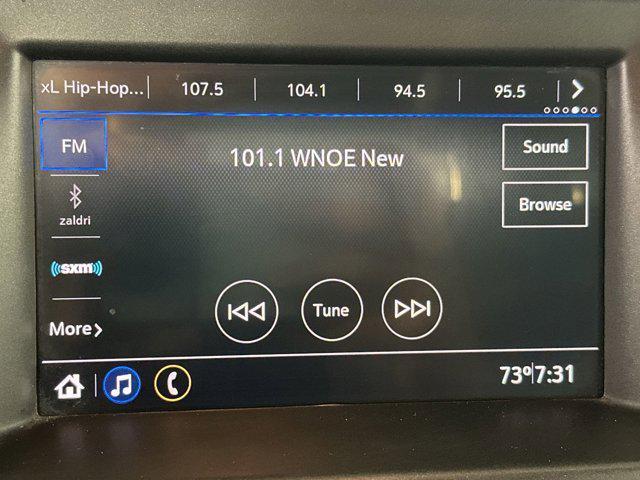 xL Hip-Hop... 107.5 104.1 94.5 95.5
FM
101.1 WNOE New
Sound
zaldri
Browse
sxm
Tune
More
73° 7:31